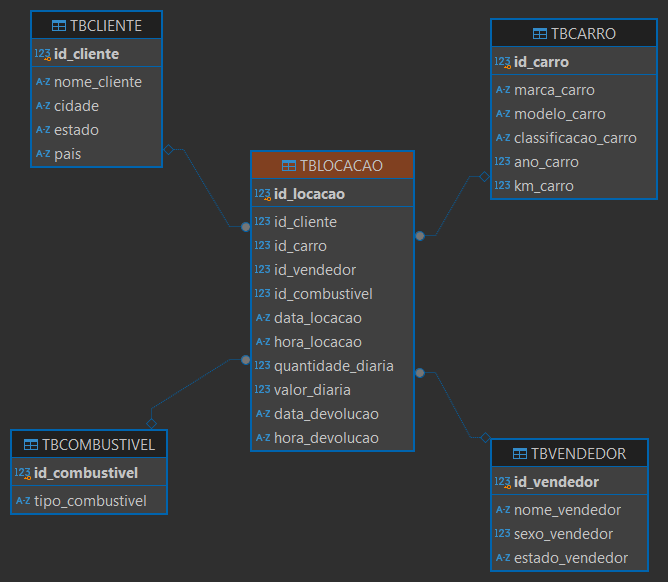 TBCLIENTE
123 id_cliente
A-Z nome_cliente
A-Z cidade
A-Z estado
A-Z pais
TBCARRO
123 id_carro
A-Z marca_carro
A-Z modelo_carro
A-Z classificacao_carro
123 ano_carro
123 km_carro
TBLOCACAO
123 id_locacao
123 id_cliente
123 id_carro
123 id_vendedor
123 id_combustivel
A-Z data_locacao
A-Z hora_locacao
123 quantidade_diaria
123 valor_diaria
A-Z data_devolucao
A-Z hora_devolucao
TBCOMBUSTIVEL
123 id_combustivel
A-Z tipo_combustivel
TBVENDEDOR
123 id_vendedor
A-Z nome_vendedor
123 sexo_vendedor
A-Z estado_vendedor